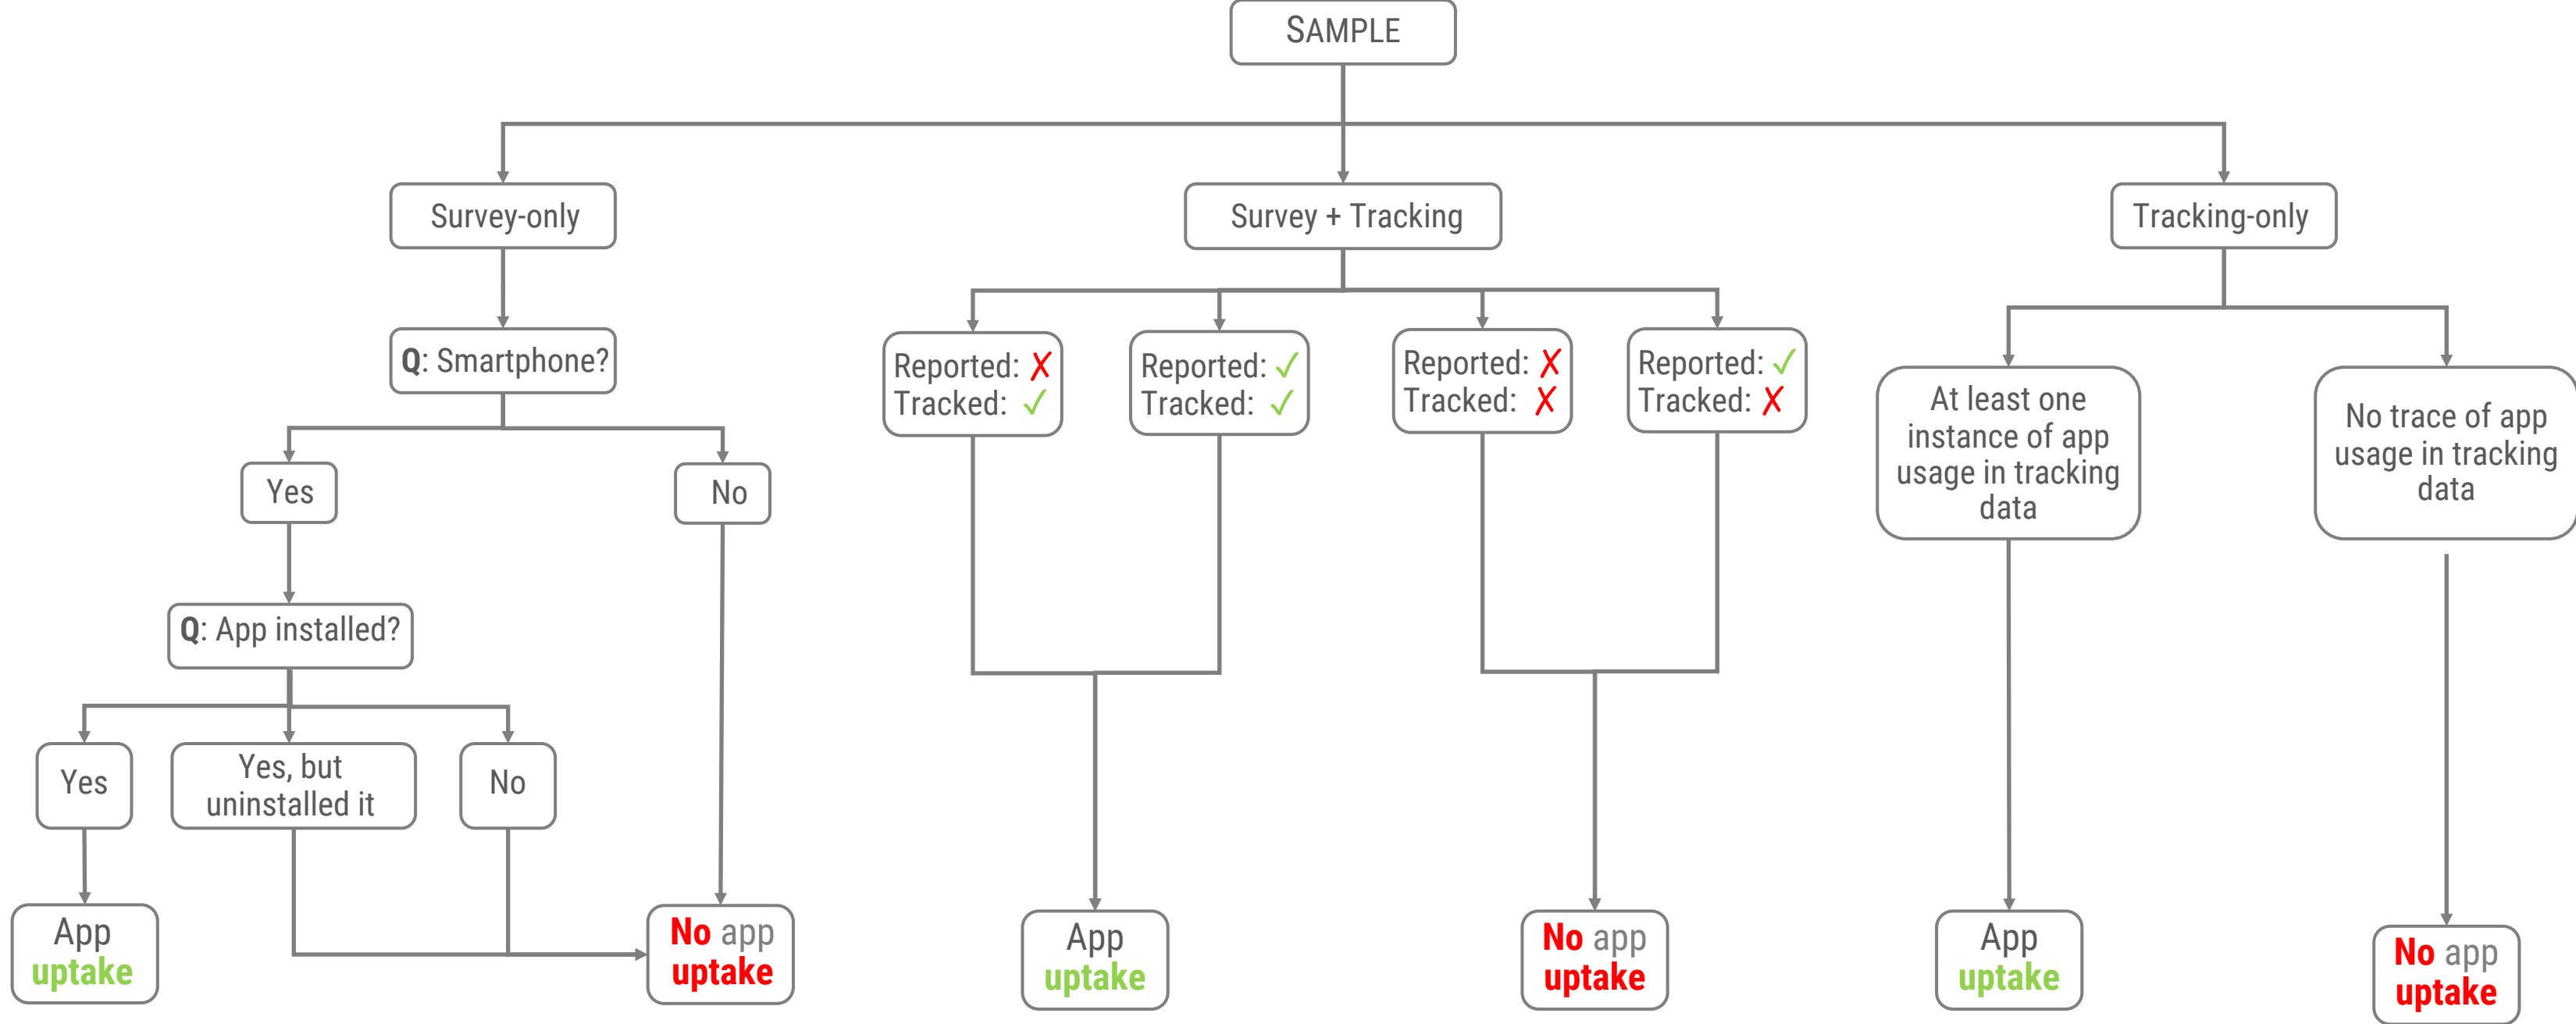 SAMPLE
Survey-only
Survey + Tracking
Tracking-only
Q: Smartphone?
Reported: ✗
Tracked: ✓
Reported: ✓
Tracked: ✓
Reported: ✗
Tracked: ✗
Reported: ✓
Tracked: ✗
At least one
instance of app
usage in tracking
data
No trace of app
usage in tracking
data
Yes
No
Q: App installed?
Yes
Yes, but
uninstalled it
No
App
uptake
No app
uptake
App
uptake
No app
uptake
App
uptake
No app
uptake